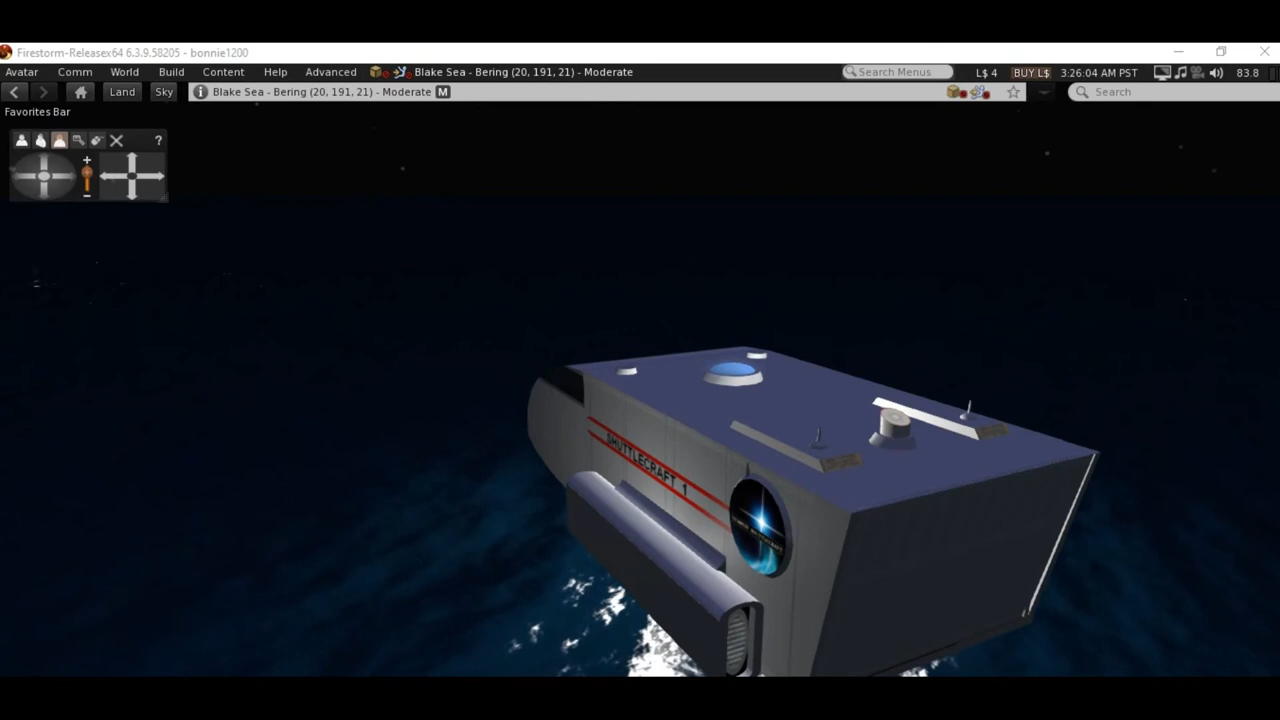 Firestorm-Releasex64 6.3.9.58205 - bonnie1200
Avatar Comm World Build Content Help Advanced Blake Sea - Bering (20, 191, 21) - Moderate Search Menus L$ 4 BUY L$ 3:26:04 AM PST 83.8
Land Sky Blake Sea - Bering (20, 191, 21) - Moderate M Search
Favorites Bar
?
SHUTTLECRAFT 1